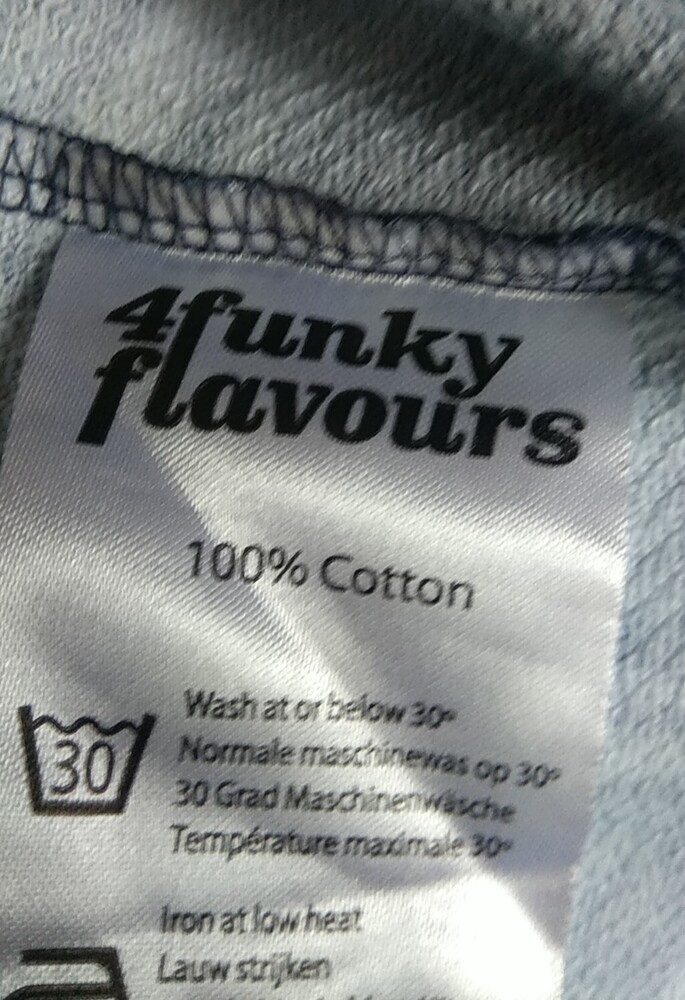 4funky
flavours
100% Cotton
Wash at or below 30°
Normale maschinewas op 30°
30
30 Grad Maschinenwäsche
Température maximale 30°
Iron at low heat
Lauw strijken